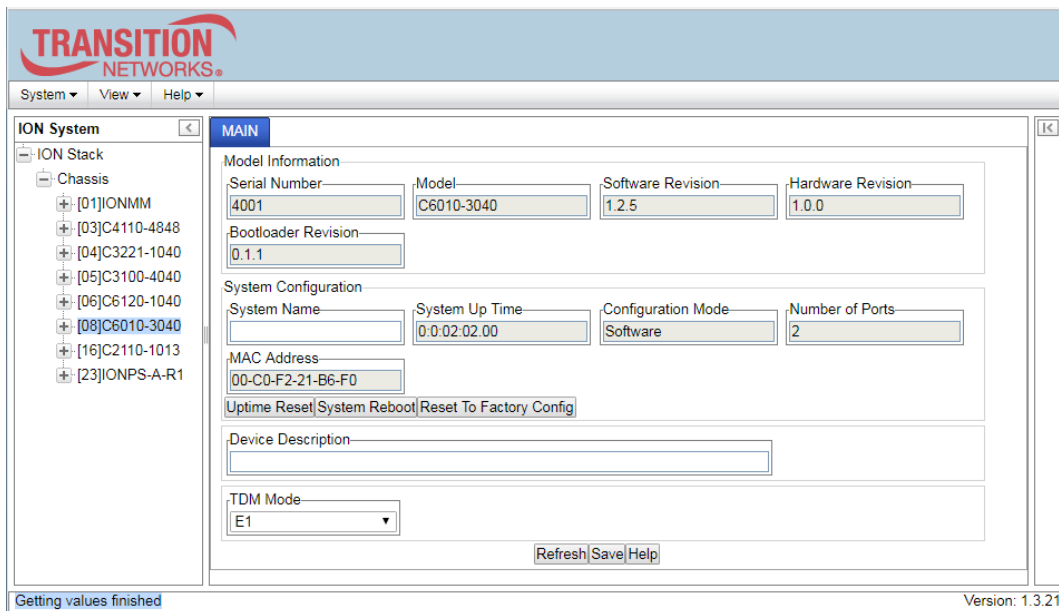 TRANSITION
NETWORKS®
System View Help
ION System
ION Stack
Chassis
[01]IONMM
[03]C4110-4848
[04]C3221-1040
[05]C3100-4040
[06]C6120-1040
[08]C6010-3040
[16]C2110-1013
[23]IONPS-A-R1
MAIN
Model Information
Serial Number Model Software Revision Hardware Revision
4001 C6010-3040 1.2.5 1.0.0
Bootloader Revision
0.1.1
System Configuration
System Name System Up Time Configuration Mode Number of Ports
0:0:02:02.00 Software 2
MAC Address
00-C0-F2-21-B6-F0
Uptime Reset System Reboot Reset To Factory Config
Device Description
TDM Mode
E1
Refresh Save Help
Getting values finished Version: 1.3.21